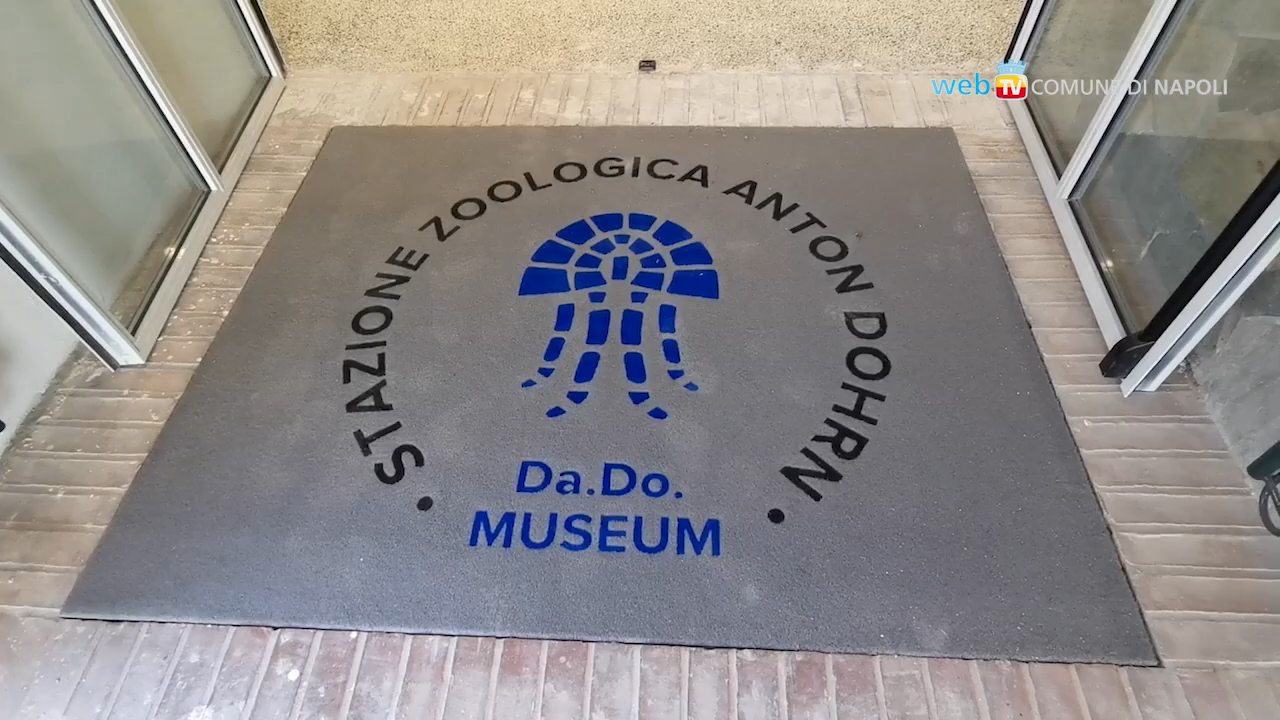 web TV COMUNE DI NAPOLI
• STAZIONE ZOOLOGICA ANTON DOHRN •
Da.Do.
MUSEUM